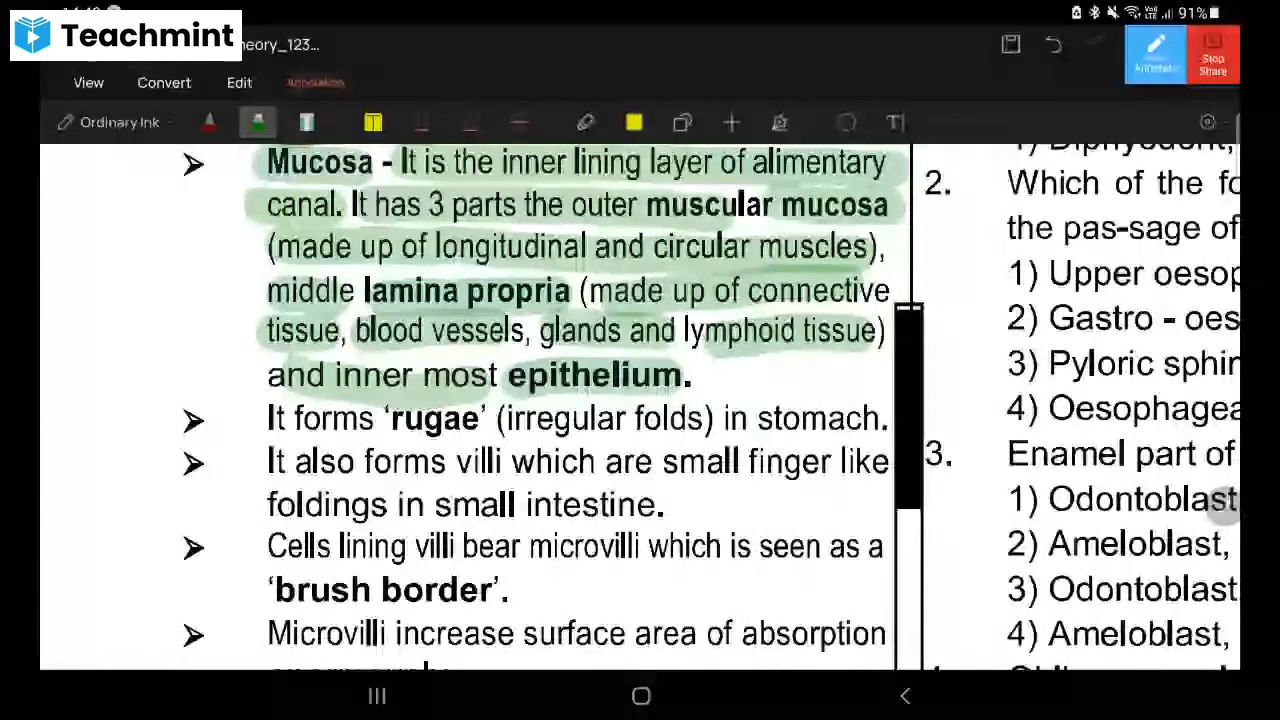 91%
Teachmint
heory_123...
Annotate
Stop
Share
View
Convert
Edit
Annotation
Ordinary Ink
➢ Mucosa - It is the inner lining layer of alimentary
canal. It has 3 parts the outer muscular mucosa
(made up of longitudinal and circular muscles),
middle lamina propria (made up of connective
tissue, blood vessels, glands and lymphoid tissue)
and inner most epithelium.
➢ It forms ‘rugae’ (irregular folds) in stomach.
➢ It also forms villi which are small finger like
foldings in small intestine.
➢ Cells lining villi bear microvilli which is seen as a
‘brush border’.
➢ Microvilli increase surface area of absorption
1) Diphyodont,
2. Which of the fo
the pas-sage of
1) Upper oesop
2) Gastro - oes
3) Pyloric sphin
4) Oesophagea
3. Enamel part of
1) Odontoblast
2) Ameloblast,
3) Odontoblast
4) Ameloblast,